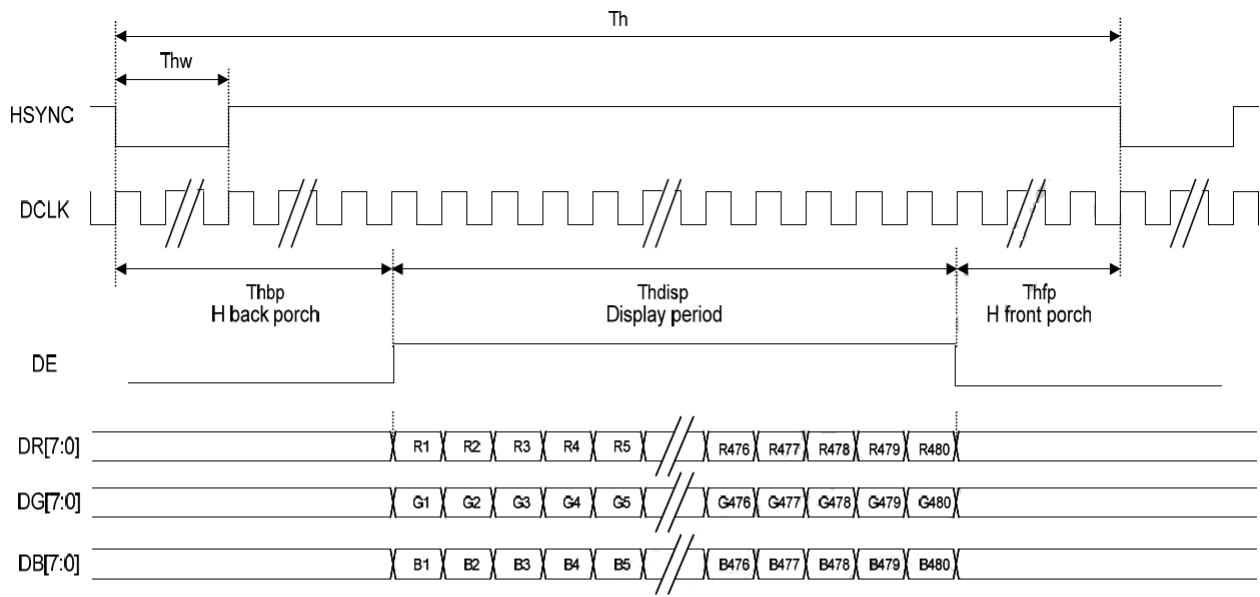 Th
Thw
HSYNC
DCLK
Thbp Thdisp Thfp
H back porch Display period H front porch
DE
DR[7:0] R1 R2 R3 R4 R5 R476 R477 R478 R479 R480
DG[7:0] G1 G2 G3 G4 G5 G476 G477 G478 G479 G480
DB[7:0] B1 B2 B3 B4 B5 B476 B477 B478 B479 B480